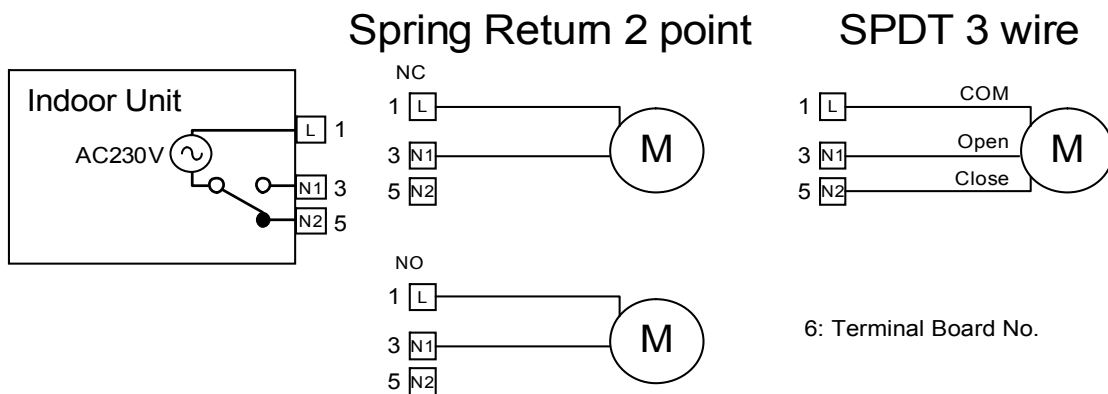 Spring Return 2 point
SPDT 3 wire
Indoor Unit
AC230V
L 1
N1 3
N2 5
NC
1 L
3 N1
5 N2
M
NO
1 L
3 N1
5 N2
M
1 L COM
3 N1 Open
5 N2 Close
M
6: Terminal Board No.